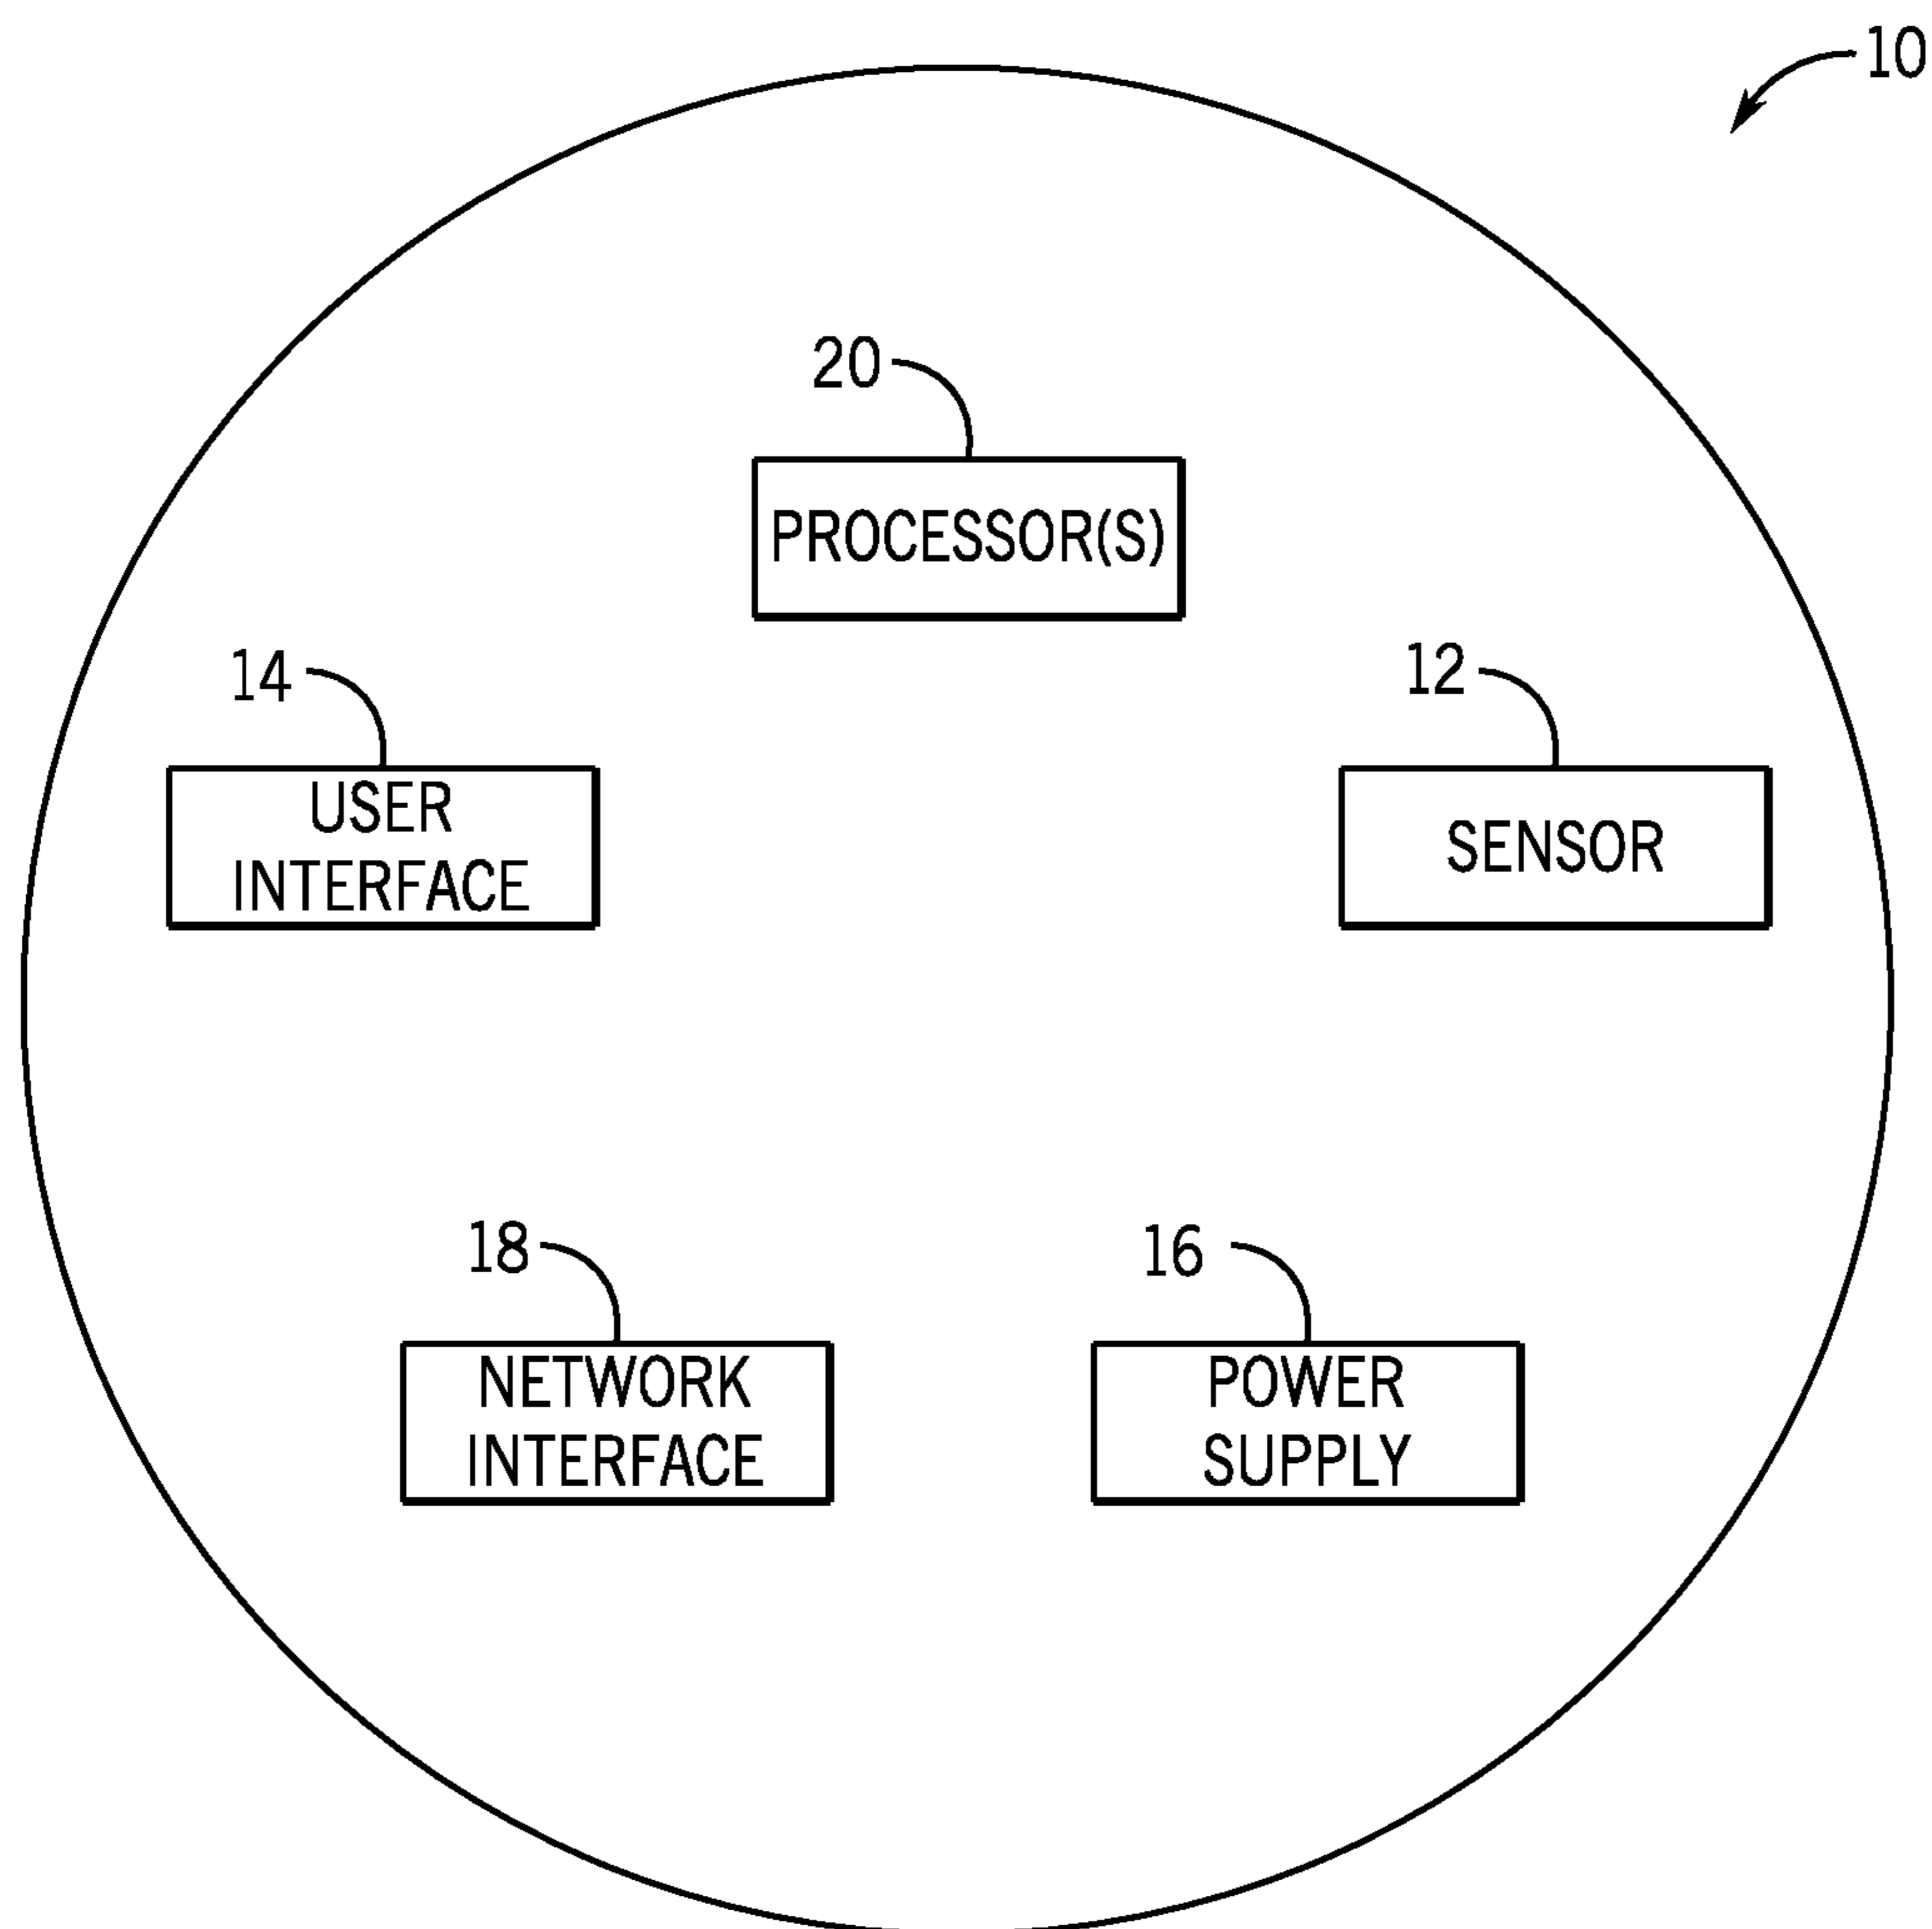 10
20
PROCESSOR(S)
14
12
USER
INTERFACE
SENSOR
18
16
NETWORK
INTERFACE
POWER
SUPPLY